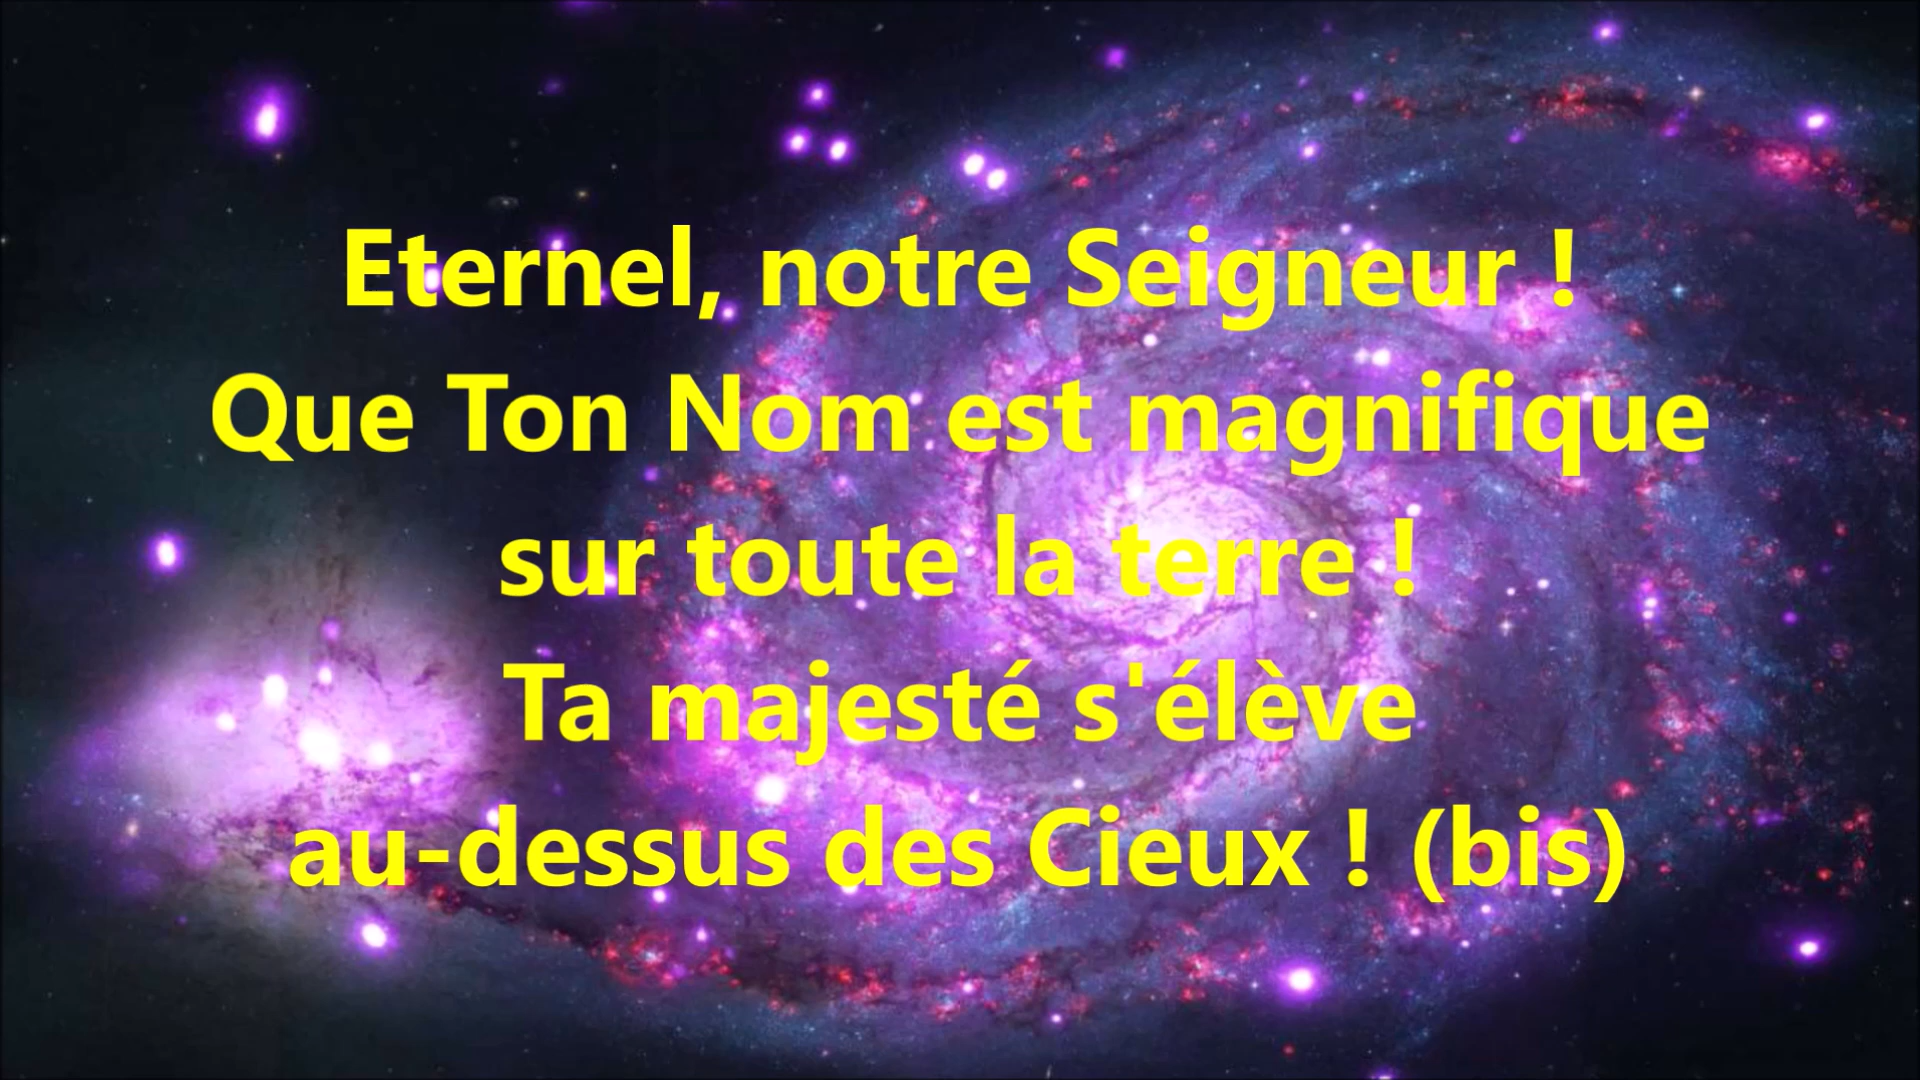 Eternel, notre Seigneur !
Que Ton Nom est magnifique
sur toute la terre !
Ta majesté s'élève
au-dessus des Cieux ! (bis)